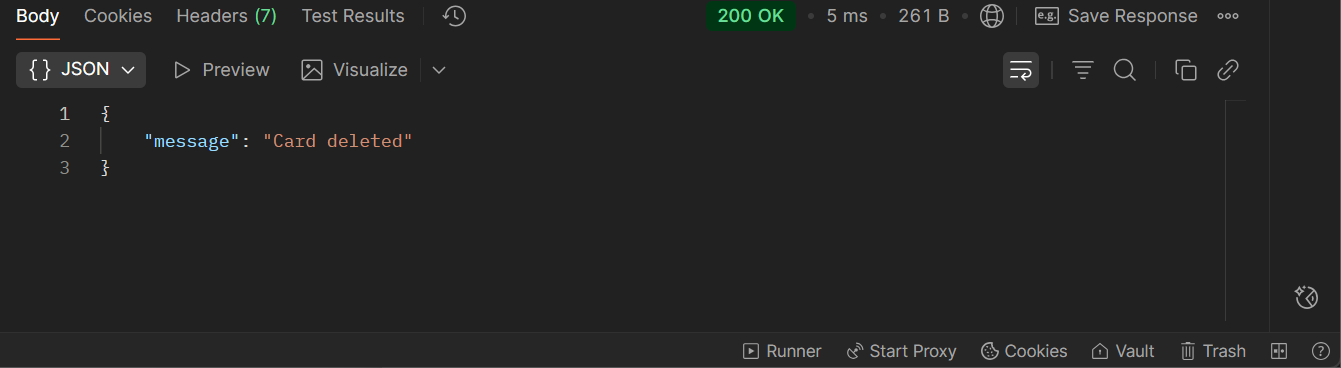 Body Cookies Headers (7) Test Results 200 OK • 5 ms • 261 B • e.g. Save Response
{} JSON Preview Visualize
1 {
2 "message": "Card deleted"
3 }
Runner Start Proxy Cookies Vault Trash ?